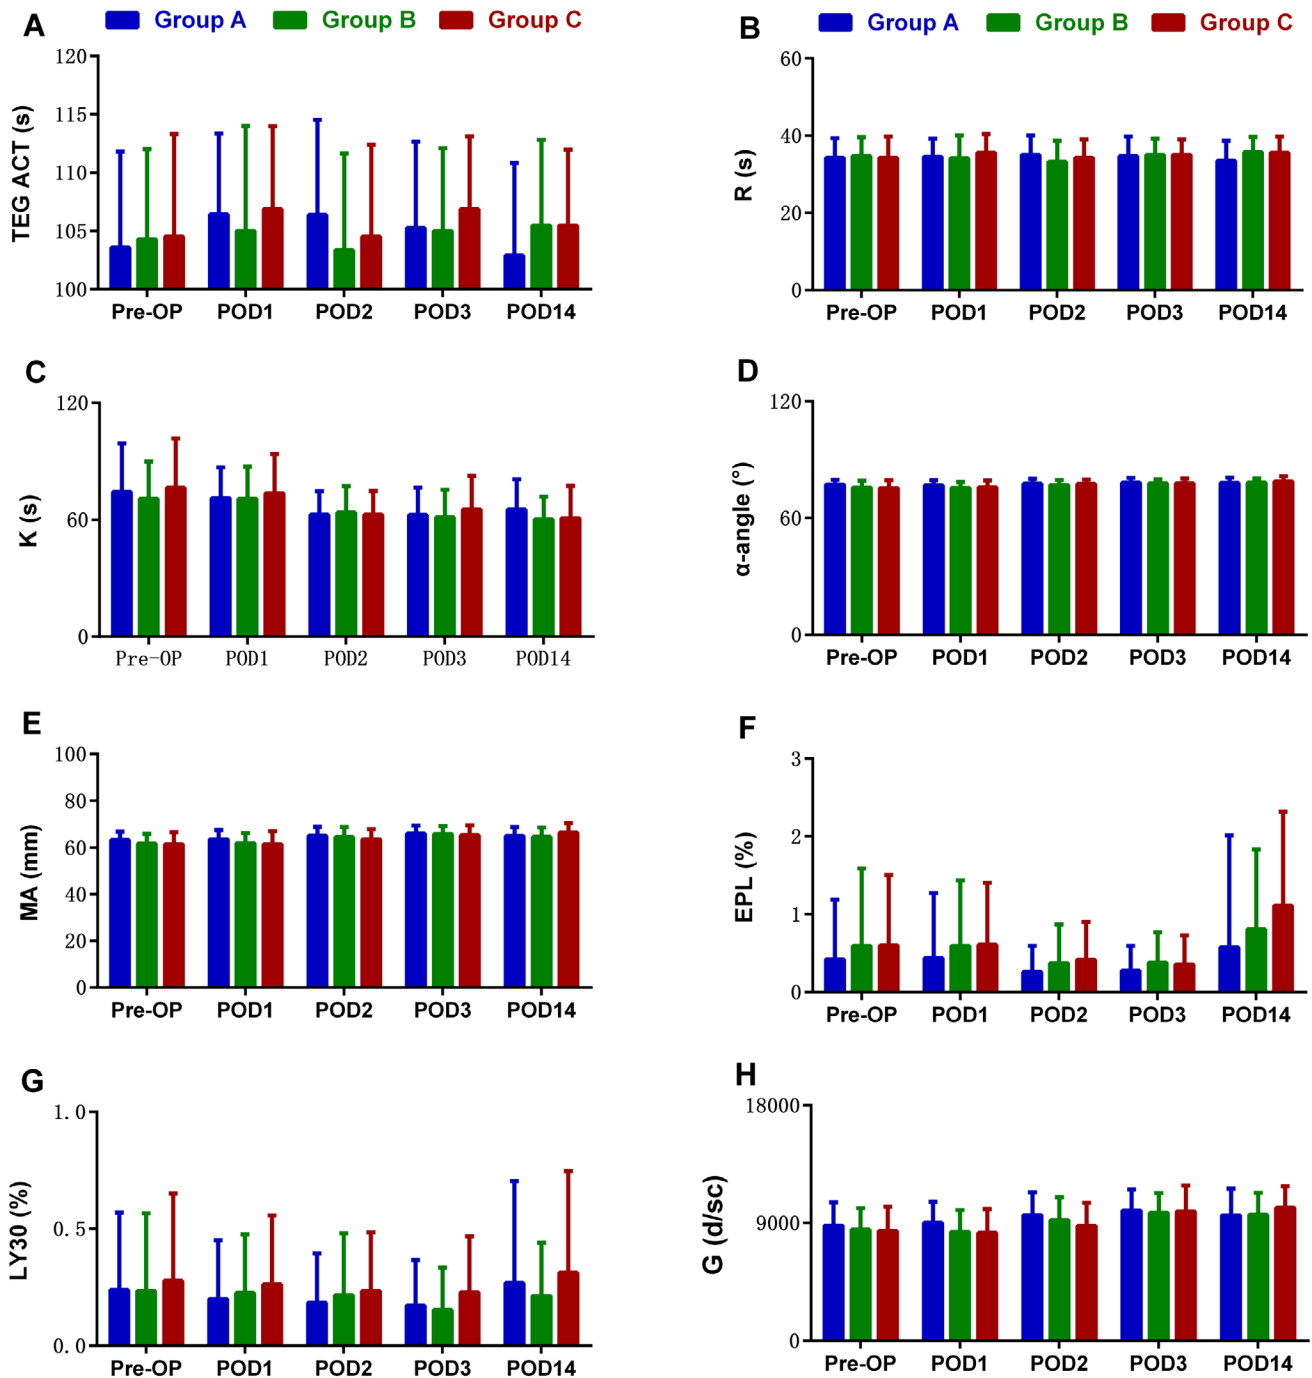 A
Group A Group B Group C
TEG ACT (s)
120
115
110
105
100
Pre-OP POD1 POD2 POD3 POD14
B
Group A Group B Group C
R (s)
60
40
20
0
Pre-OP POD1 POD2 POD3 POD14
C
K (s)
120
60
0
Pre-OP POD1 POD2 POD3 POD14
D
α-angle (°)
120
60
0
Pre-OP POD1 POD2 POD3 POD14
E
MA (mm)
100
80
60
40
20
0
Pre-OP POD1 POD2 POD3 POD14
F
EPL (%)
3
2
1
0
Pre-OP POD1 POD2 POD3 POD14
G
LY30 (%)
1.0
0.5
0.0
Pre-OP POD1 POD2 POD3 POD14
H
G (d/sc)
18000
9000
0
Pre-OP POD1 POD2 POD3 POD14